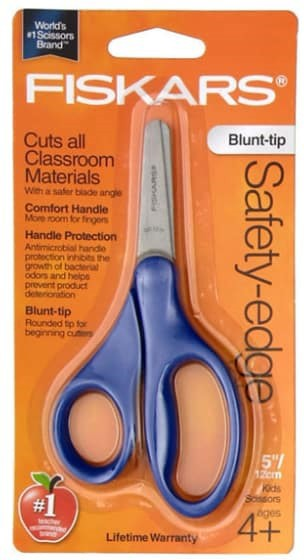 World's
#1 Scissors
Brand™
FISKARS®
Blunt-tip
Safety-edge
Cuts all
Classroom
Materials
With a safer blade angle
Comfort Handle
More room for fingers
Handle Protection
Antimicrobial handle
protection inhibits the
growth of bacterial
odors and helps
prevent product
deterioration
Blunt-tip
Rounded tip for
beginning cutters
FISKARS®
5"/
12cm
Kids
Scissors
ages
4+
#1
teacher
recommended
brand
Lifetime Warranty